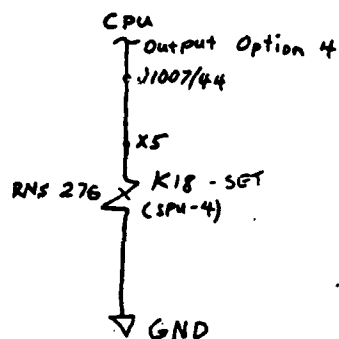 CPU
Output Option 4
J1007/44
X5
RNS 276
K18 - SET
(SPU-4)
GND